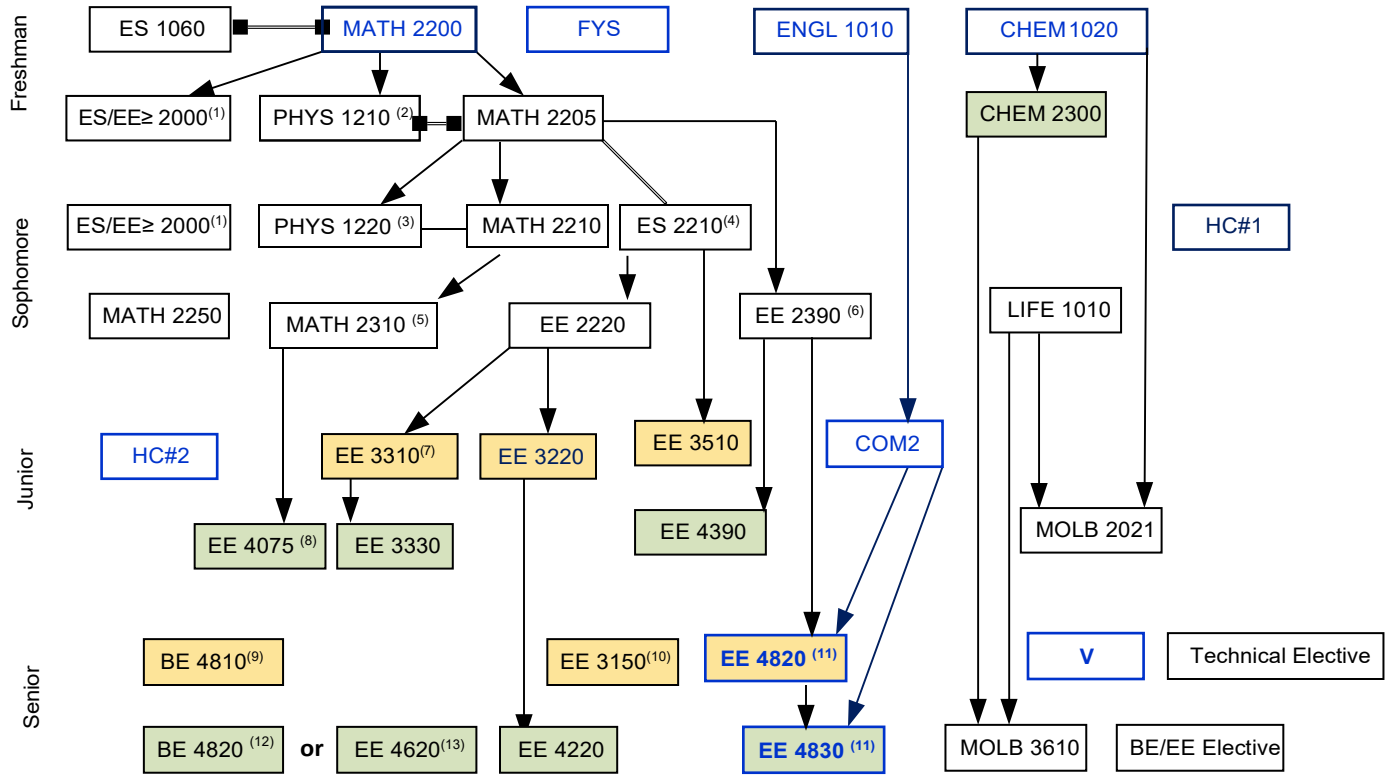 Freshman
ES 1060
MATH 2200
FYS
ENGL 1010
CHEM1020
ES/EE≥ 2000(1)
PHYS 1210 (2)
MATH 2205
CHEM 2300
Sophomore
ES/EE≥ 2000(1)
PHYS 1220 (3)
MATH 2210
ES 2210(4)
HC#1
MATH 2250
MATH 2310 (5)
EE 2220
EE 2390 (6)
LIFE 1010
Junior
HC#2
EE 3310(7)
EE 3220
EE 3510
COM2
EE 4075 (8)
EE 3330
EE 4390
MOLB 2021
Senior
BE 4810(9)
EE 3150(10)
EE 4820 (11)
V
Technical Elective
BE 4820 (12)
or
EE 4620(13)
EE 4220
EE 4830 (11)
MOLB 3610
BE/EE Elective